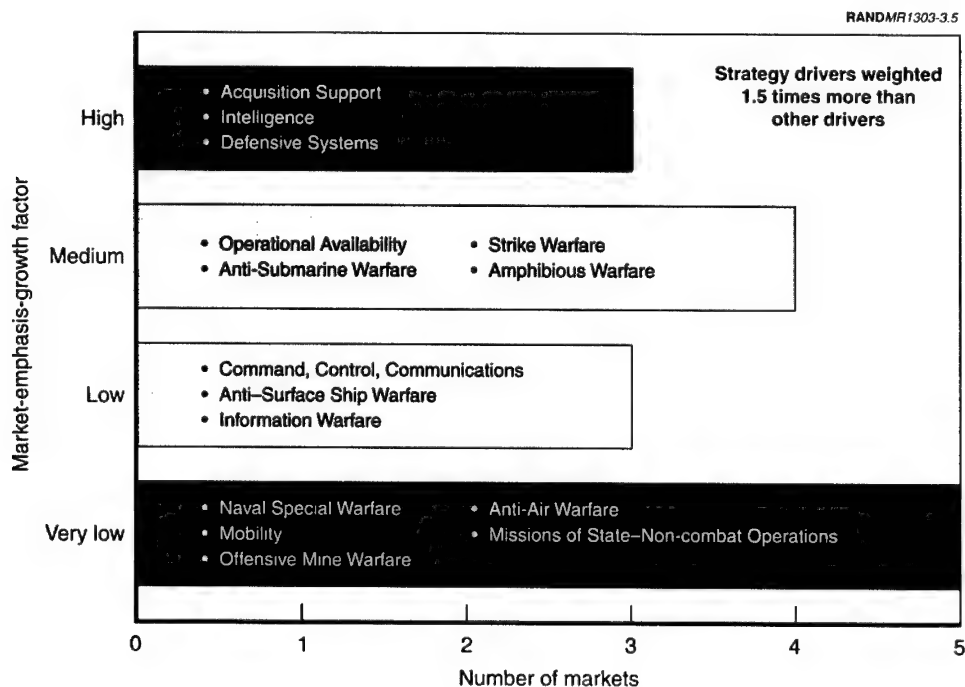 RANDMR1303-3.5
Strategy drivers weighted
1.5 times more than
other drivers
Market-emphasis-growth factor
High
• Acquisition Support
• Intelligence
• Defensive Systems
Medium
• Operational Availability
• Anti-Submarine Warfare
• Strike Warfare
• Amphibious Warfare
Low
• Command, Control, Communications
• Anti–Surface Ship Warfare
• Information Warfare
Very low
• Naval Special Warfare
• Mobility
• Offensive Mine Warfare
• Anti-Air Warfare
• Missions of State–Non-combat Operations
0 1 2 3 4 5
Number of markets